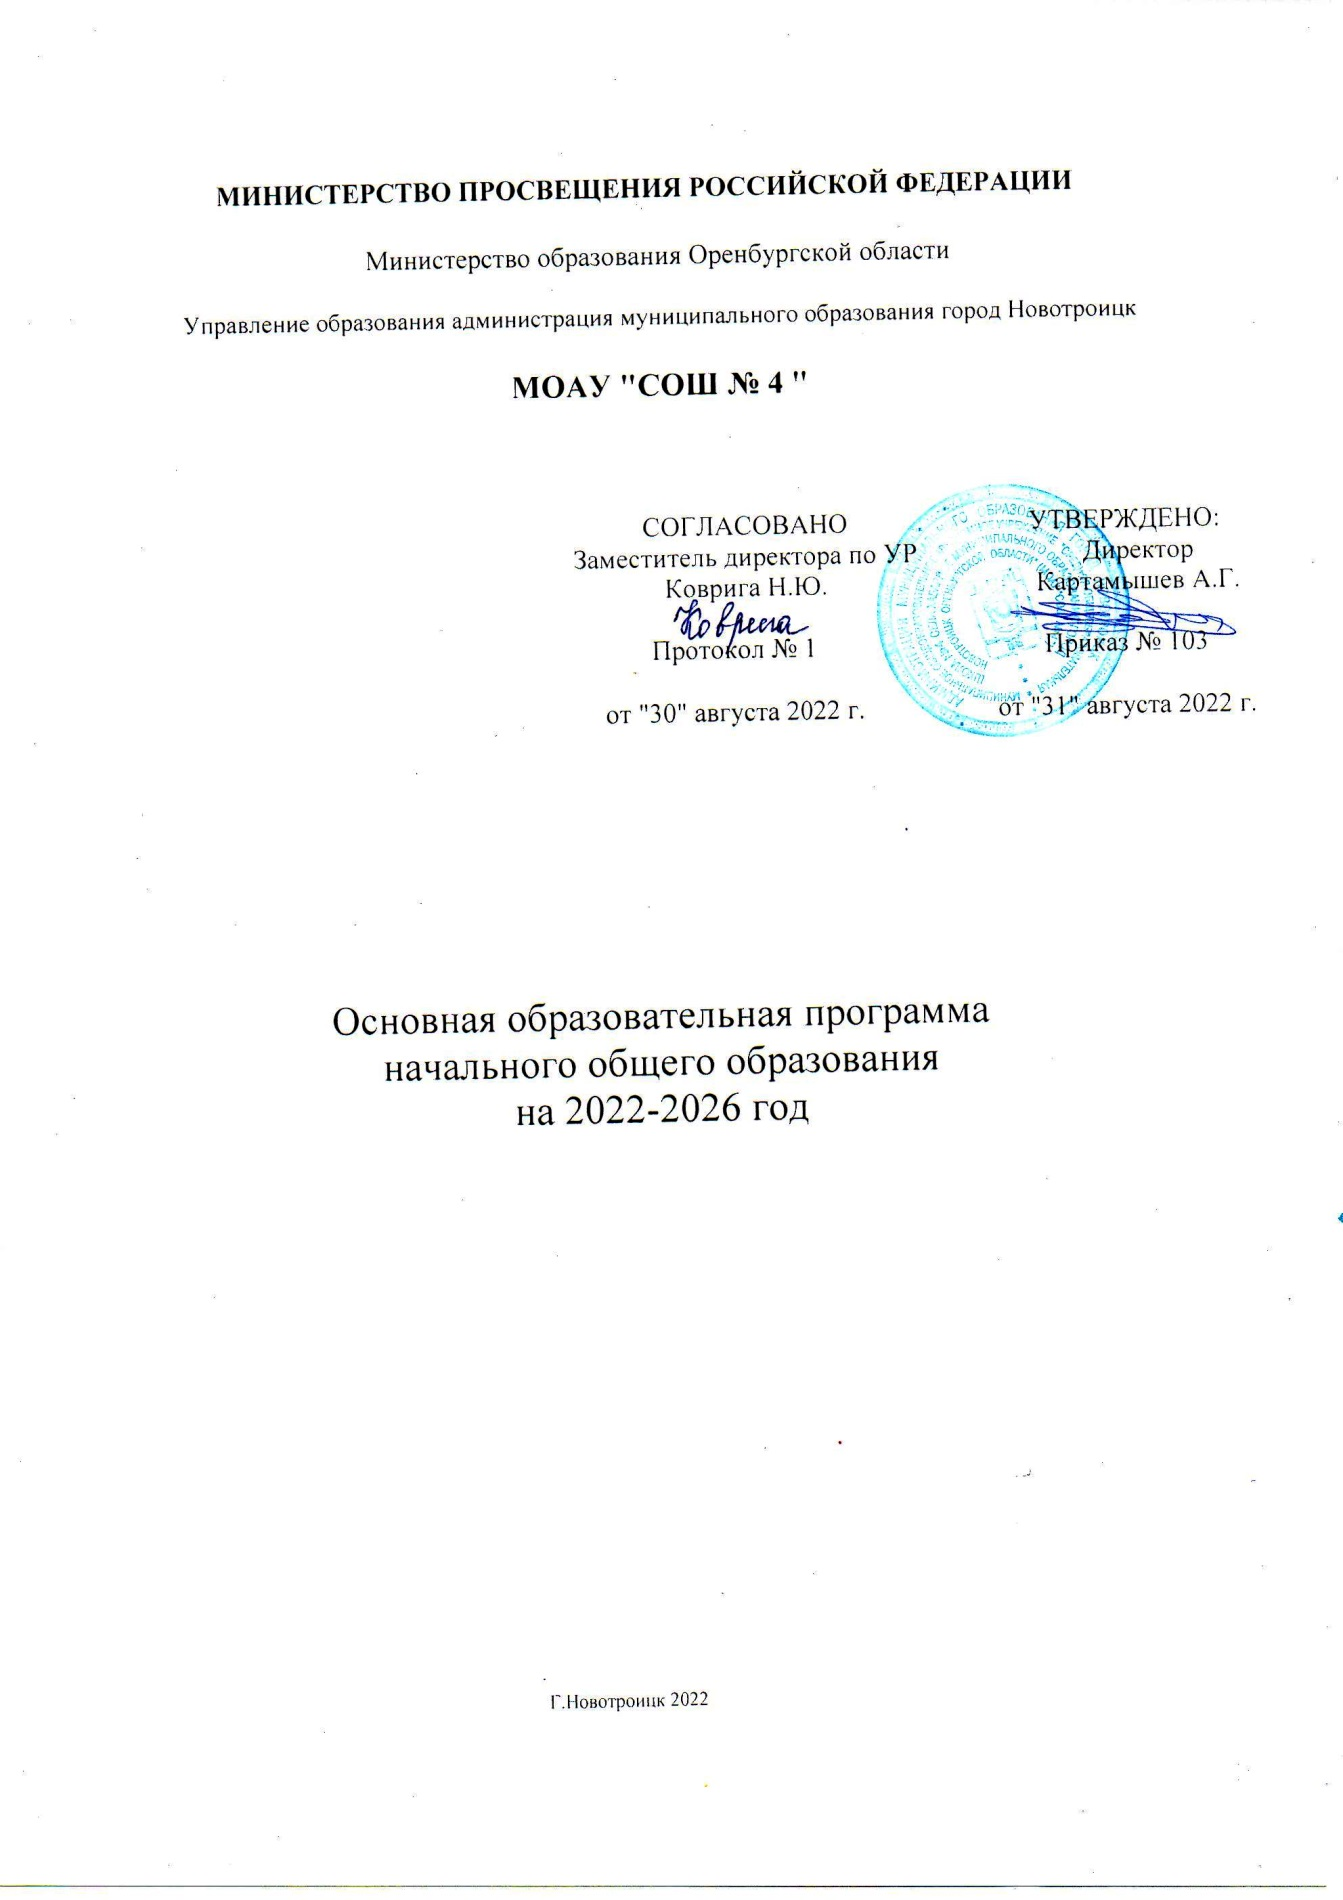 МИНИСТЕРСТВО ПРОСВЕЩЕНИЯ РОССИЙСКОЙ ФЕДЕРАЦИИ
Министерство образования Оренбургской области
Управление образования администрация муниципального образования город Новотроицк
МОАУ "СОШ № 4 "
СОГЛАСОВАНО
Заместитель директора по УР
Коврига Н.Ю.
Коврига
Протокол № 1
от "30" августа 2022 г.
УТВЕРЖДЕНО:
Директор
Картамышев А.Г.
Приказ № 103
от "31" августа 2022 г.
Основная образовательная программа
начального общего образования
на 2022-2026 год
Г.Новотроицк 2022